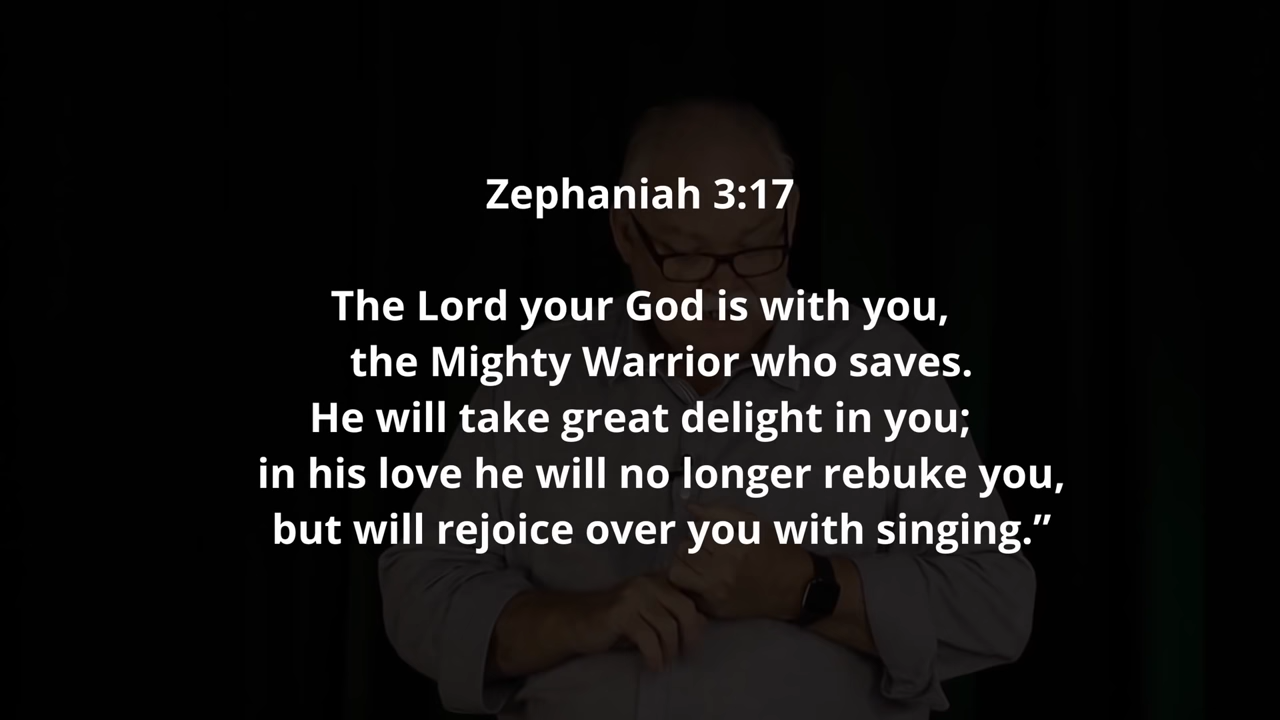 Zephaniah 3:17
The Lord your God is with you,
the Mighty Warrior who saves.
He will take great delight in you;
in his love he will no longer rebuke you,
but will rejoice over you with singing.”